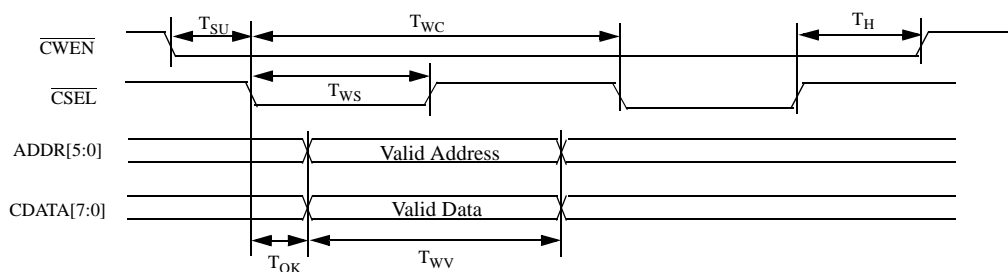 T_SU
T_WC
T_H
CWEN
T_WS
CSEL
ADDR[5:0]
Valid Address
CDATA[7:0]
Valid Data
T_OK
T_WV